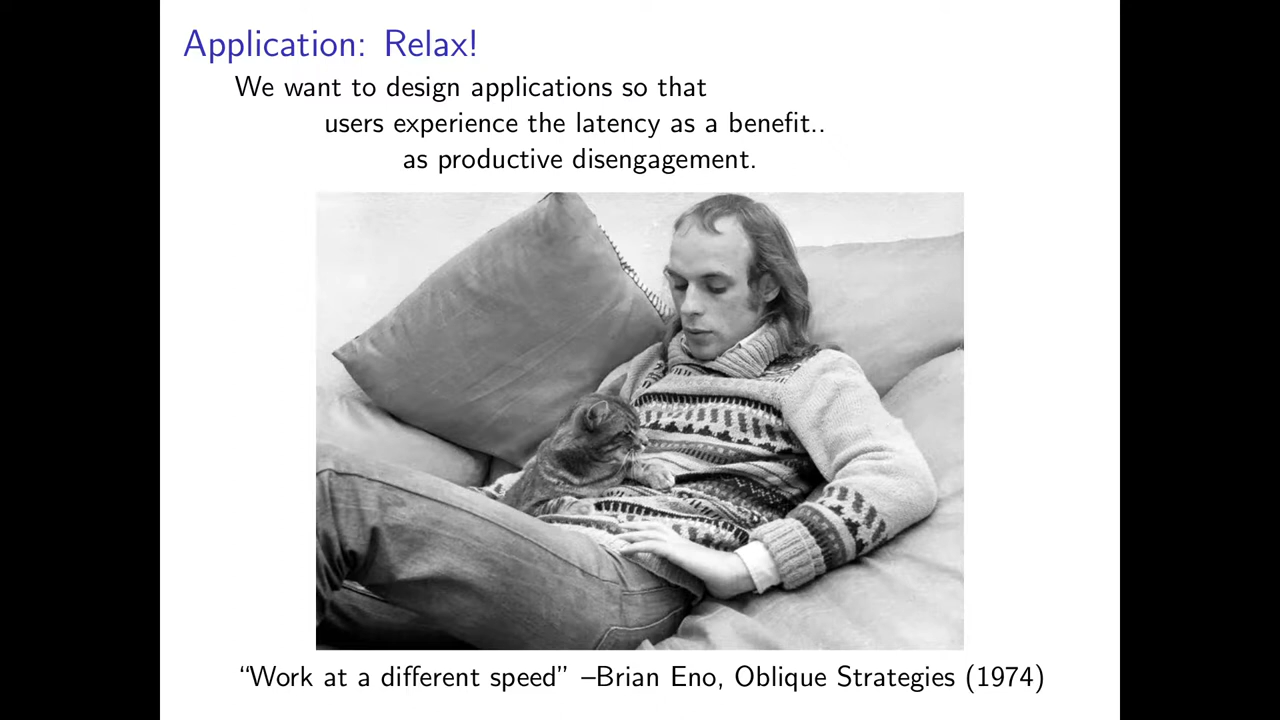 Application: Relax!
We want to design applications so that
users experience the latency as a benefit..
as productive disengagement.
“Work at a different speed” –Brian Eno, Oblique Strategies (1974)